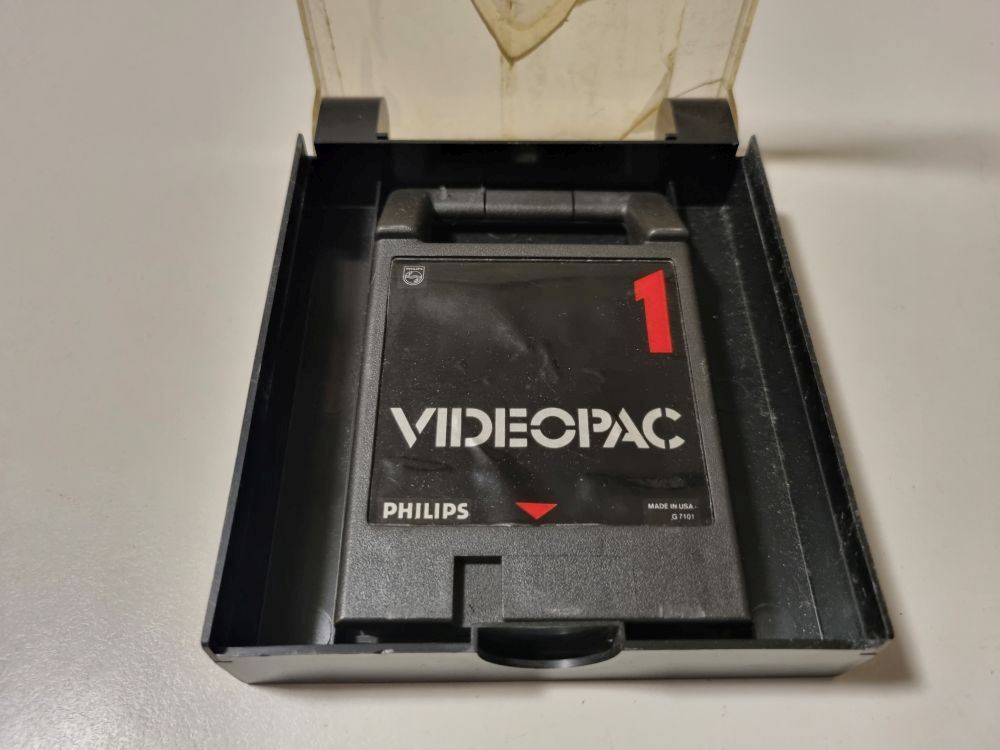 PHILIPS
1
VIDEOPAC
PHILIPS
MADE IN USA
G 7101